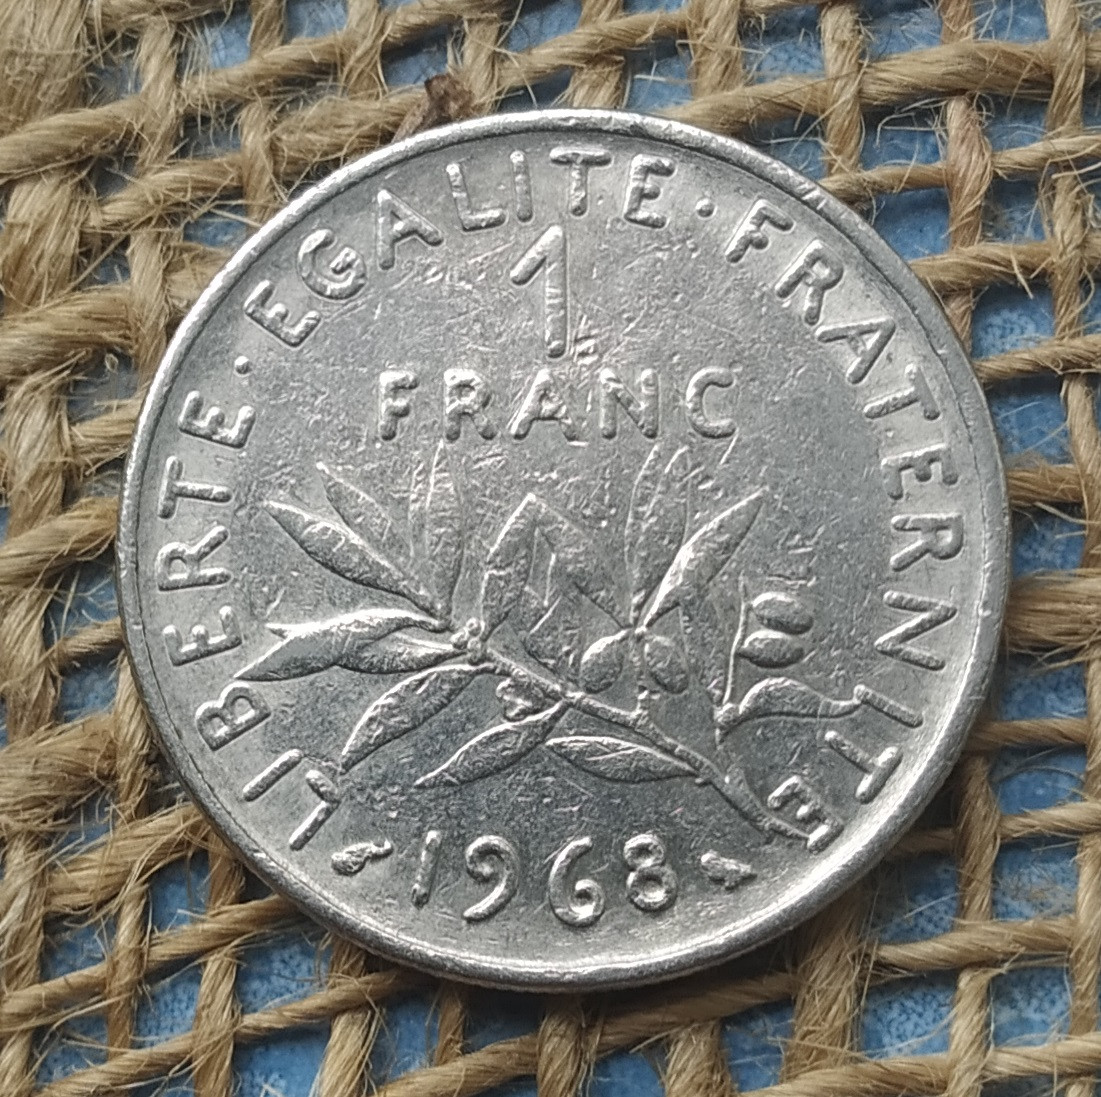 LIBERTE · EGALITE · FRATERNITE
1
FRANC
1968